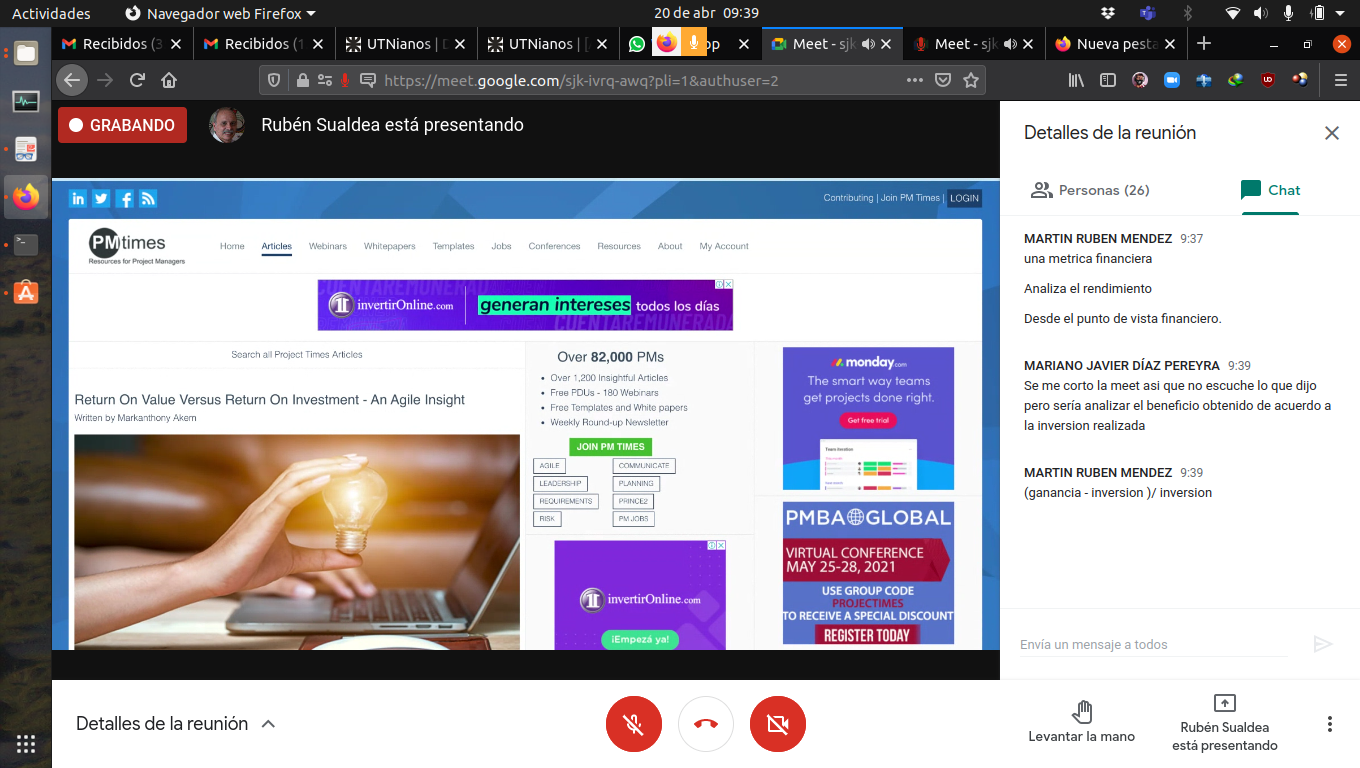 Actividades
Navegador web Firefox
20 de abr 09:39
Recibidos (3
Recibidos (1
UTNianos | D
UTNianos | [
op
Meet - sjk
Meet - sjk
Nueva pesta
https://meet.google.com/sjk-ivrq-awq?pli=1&authuser=2
GRABANDO
Rubén Sualdea está presentando
Contributing | Join PM Times | LOGIN
PMtimes
Resources for Project Managers
Home Articles Webinars Whitepapers Templates Jobs Conferences Resources About My Account
CUENTAREMUNERADA
invertirOnline.com
generan intereses todos los días
CUENTAREMUNERADA
Search all Project Times Articles
Return On Value Versus Return On Investment - An Agile Insight
Written by Markanthony Akem
Over 82,000 PMs
Over 1,200 Insightful Articles
Free PDUs - 180 Webinars
Free Templates and White papers
Weekly Round-up Newsletter
JOIN PM TIMES
AGILE COMMUNICATE
LEADERSHIP PLANNING
REQUIREMENTS PRINCE2
RISK PM JOBS
invertirOnline.com
¡Empezá ya!
monday.com
The smart way teams
get projects done right.
Get free trial
Team iteration
PMBA GLOBAL
VIRTUAL CONFERENCE
MAY 25-28, 2021
USE GROUP CODE
PROJECTIMES
TO RECEIVE A SPECIAL DISCOUNT
REGISTER TODAY
Detalles de la reunión
Personas (26)
Chat
MARTIN RUBEN MENDEZ 9:37
una metrica financiera
Analiza el rendimiento
Desde el punto de vista financiero.
MARIANO JAVIER DÍAZ PEREYRA 9:39
Se me corto la meet asi que no escuche lo que dijo
pero sería analizar el beneficio obtenido de acuerdo a
la inversion realizada
MARTIN RUBEN MENDEZ 9:39
(ganancia - inversion )/ inversion
Envía un mensaje a todos
Detalles de la reunión
Levantar la mano
Rubén Sualdea
está presentando